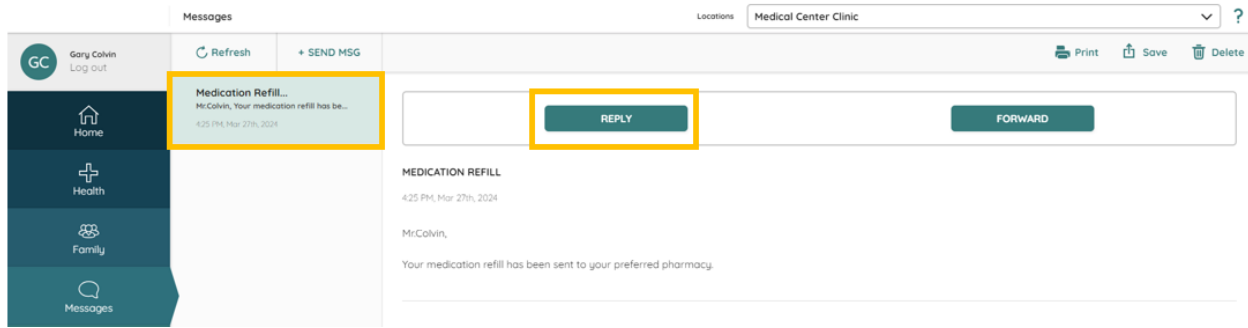 Messages
Locations
Medical Center Clinic
?
GC
Gary Colvin
Log out
Refresh
+ SEND MSG
Print
Save
Delete
Home
Health
Family
Messages
Medication Refill...
Mr.Colvin, Your medication refill has be...
4:25 PM, Mar 27th, 2024
REPLY
FORWARD
MEDICATION REFILL
4:25 PM, Mar 27th, 2024
Mr.Colvin,
Your medication refill has been sent to your preferred pharmacy.